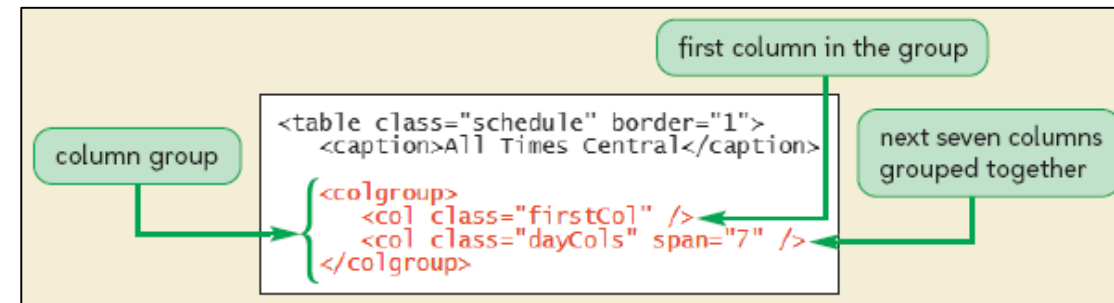 first column in the group
<table class="schedule" border="1">
<caption>All Times Central</caption>
column group
next seven columns
grouped together
<colgroup>
<col class="firstCol" />
<col class="dayCols" span="7" />
</colgroup>